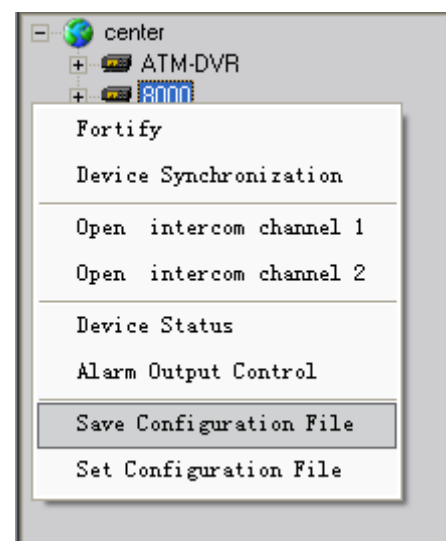 center
ATM-DVR
8000
Fortify
Device Synchronization
Open intercom channel 1
Open intercom channel 2
Device Status
Alarm Output Control
Save Configuration File
Set Configuration File